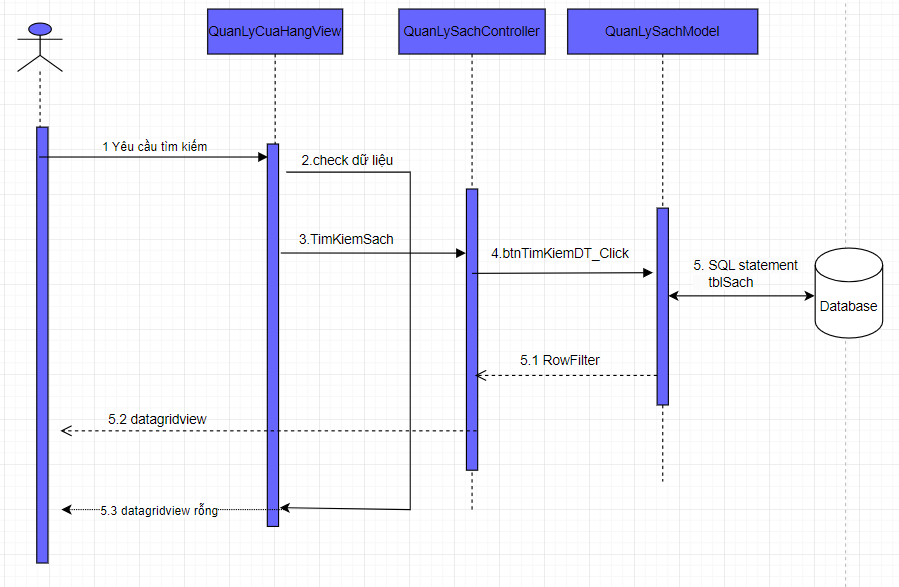 QuanLyCuaHangView
QuanLySachController
QuanLySachModel
1 Yêu cầu tìm kiếm
2.check dữ liệu
3.TimKiemSach
4.btnTimKiemDT_Click
5. SQL statement
tblSach
Database
5.1 RowFilter
5.2 datagridview
5.3 datagridview rỗng